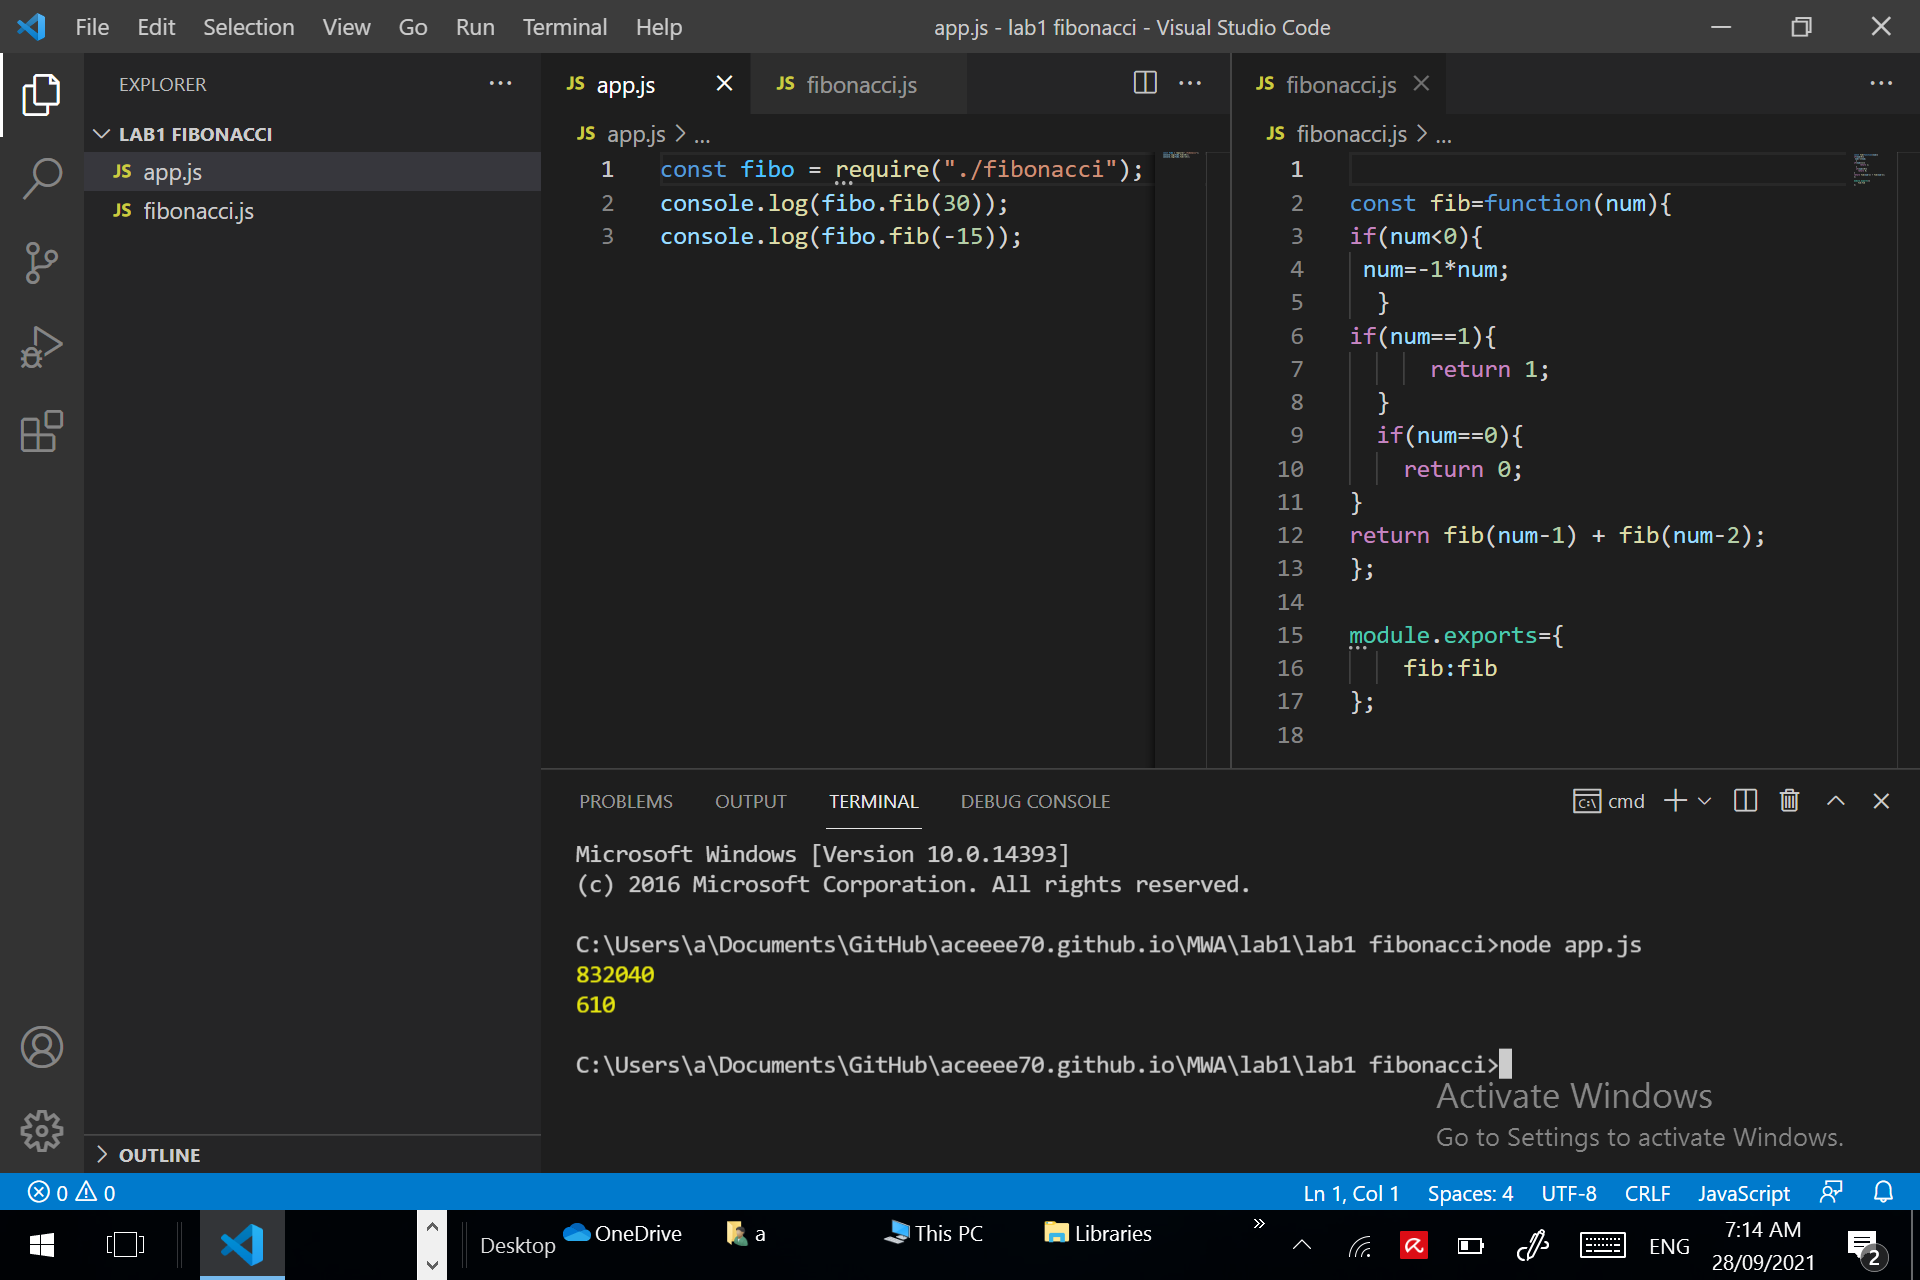 File Edit Selection View Go Run Terminal Help
app.js - lab1 fibonacci - Visual Studio Code
EXPLORER
LAB1 FIBONACCI
JS app.js
JS fibonacci.js
OUTLINE
JS app.js
JS fibonacci.js
JS app.js > ...
1 const fibo = require("./fibonacci");
2 console.log(fibo.fib(30));
3 console.log(fibo.fib(-15));
JS fibonacci.js
JS fibonacci.js > ...
1
2 const fib=function(num){
3 if(num<0){
4 num=-1*num;
5 }
6 if(num==1){
7 return 1;
8 }
9 if(num==0){
10 return 0;
11 }
12 return fib(num-1) + fib(num-2);
13 };
14
15 module.exports={
16 fib:fib
17 };
18
PROBLEMS OUTPUT TERMINAL DEBUG CONSOLE
cmd
Microsoft Windows [Version 10.0.14393]
(c) 2016 Microsoft Corporation. All rights reserved.
C:\Users\a\Documents\GitHub\aceeee70.github.io\MWA\lab1\lab1 fibonacci>node app.js
832040
610
C:\Users\a\Documents\GitHub\aceeee70.github.io\MWA\lab1\lab1 fibonacci>
Activate Windows
Go to Settings to activate Windows.
0 0
Ln 1, Col 1 Spaces: 4 UTF-8 CRLF JavaScript
Desktop OneDrive a This PC Libraries
ENG
7:14 AM
28/09/2021
2